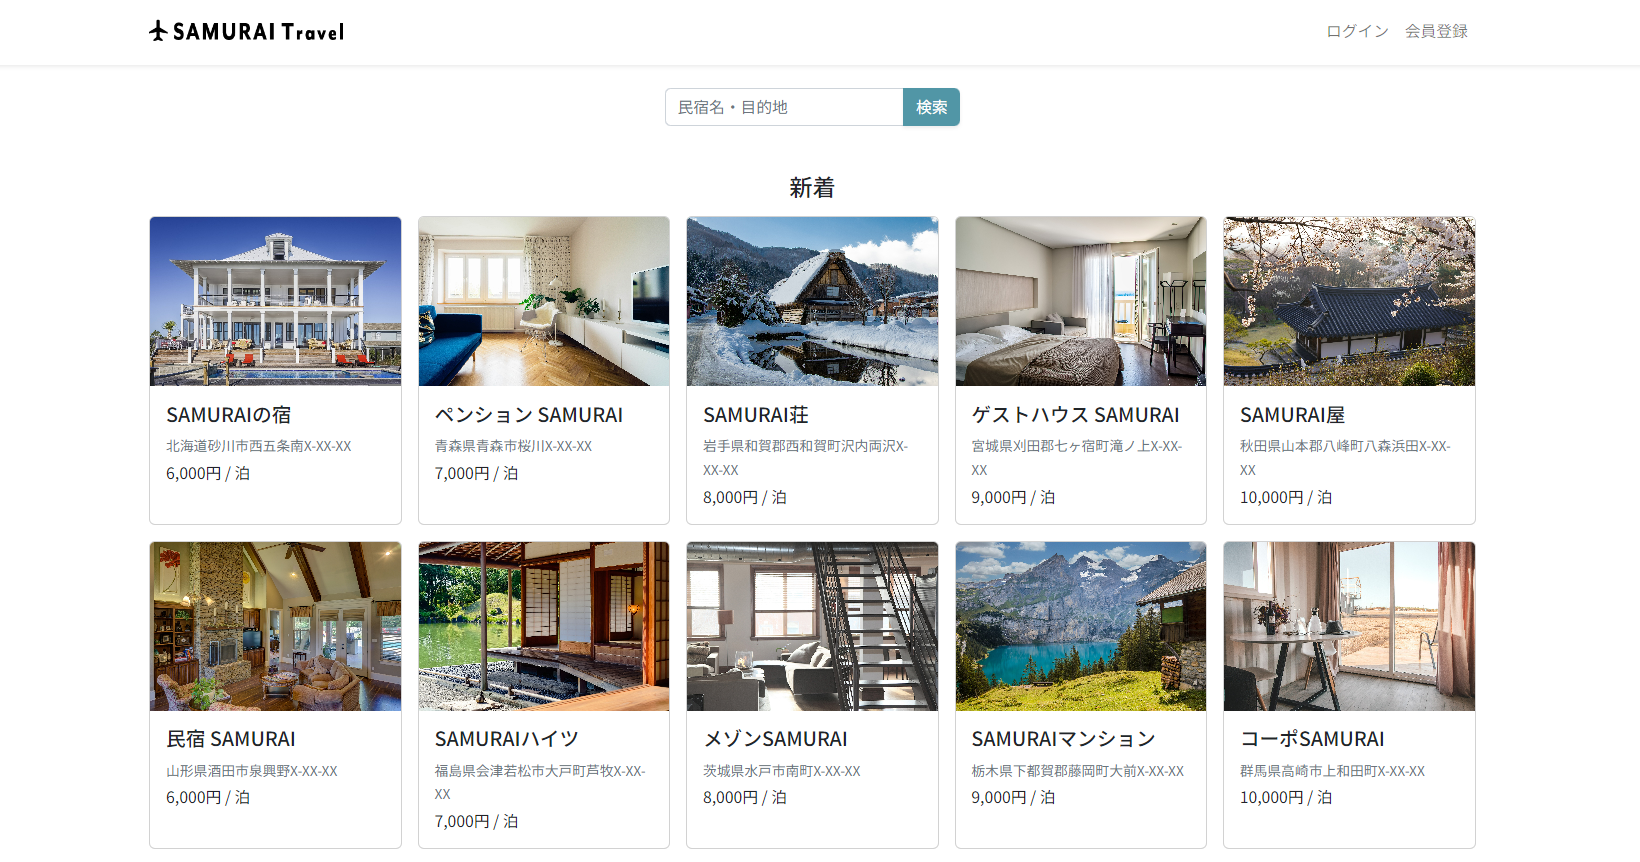 SAMURAI Travel
ログイン 会員登録
民宿名・目的地 検索
新着
SAMURAIの宿
北海道砂川市西五条南X-XX-XX
6,000円 / 泊
ペンション SAMURAI
青森県青森市桜川X-XX-XX
7,000円 / 泊
SAMURAI荘
岩手県和賀郡西和賀町沢内両沢X-
XX-XX
8,000円 / 泊
ゲストハウス SAMURAI
宮城県刈田郡七ヶ宿町滝ノ上X-XX-
XX
9,000円 / 泊
SAMURAI屋
秋田県山本郡八峰町八森浜田X-XX-
XX
10,000円 / 泊
民宿 SAMURAI
山形県酒田市泉興野X-XX-XX
6,000円 / 泊
SAMURAIハイツ
福島県会津若松市大戸町芦牧X-XX-
XX
7,000円 / 泊
メゾンSAMURAI
茨城県水戸市南町X-XX-XX
8,000円 / 泊
SAMURAIマンション
栃木県下都賀郡藤岡町大前X-XX-XX
9,000円 / 泊
コーポSAMURAI
群馬県高崎市上和田町X-XX-XX
10,000円 / 泊